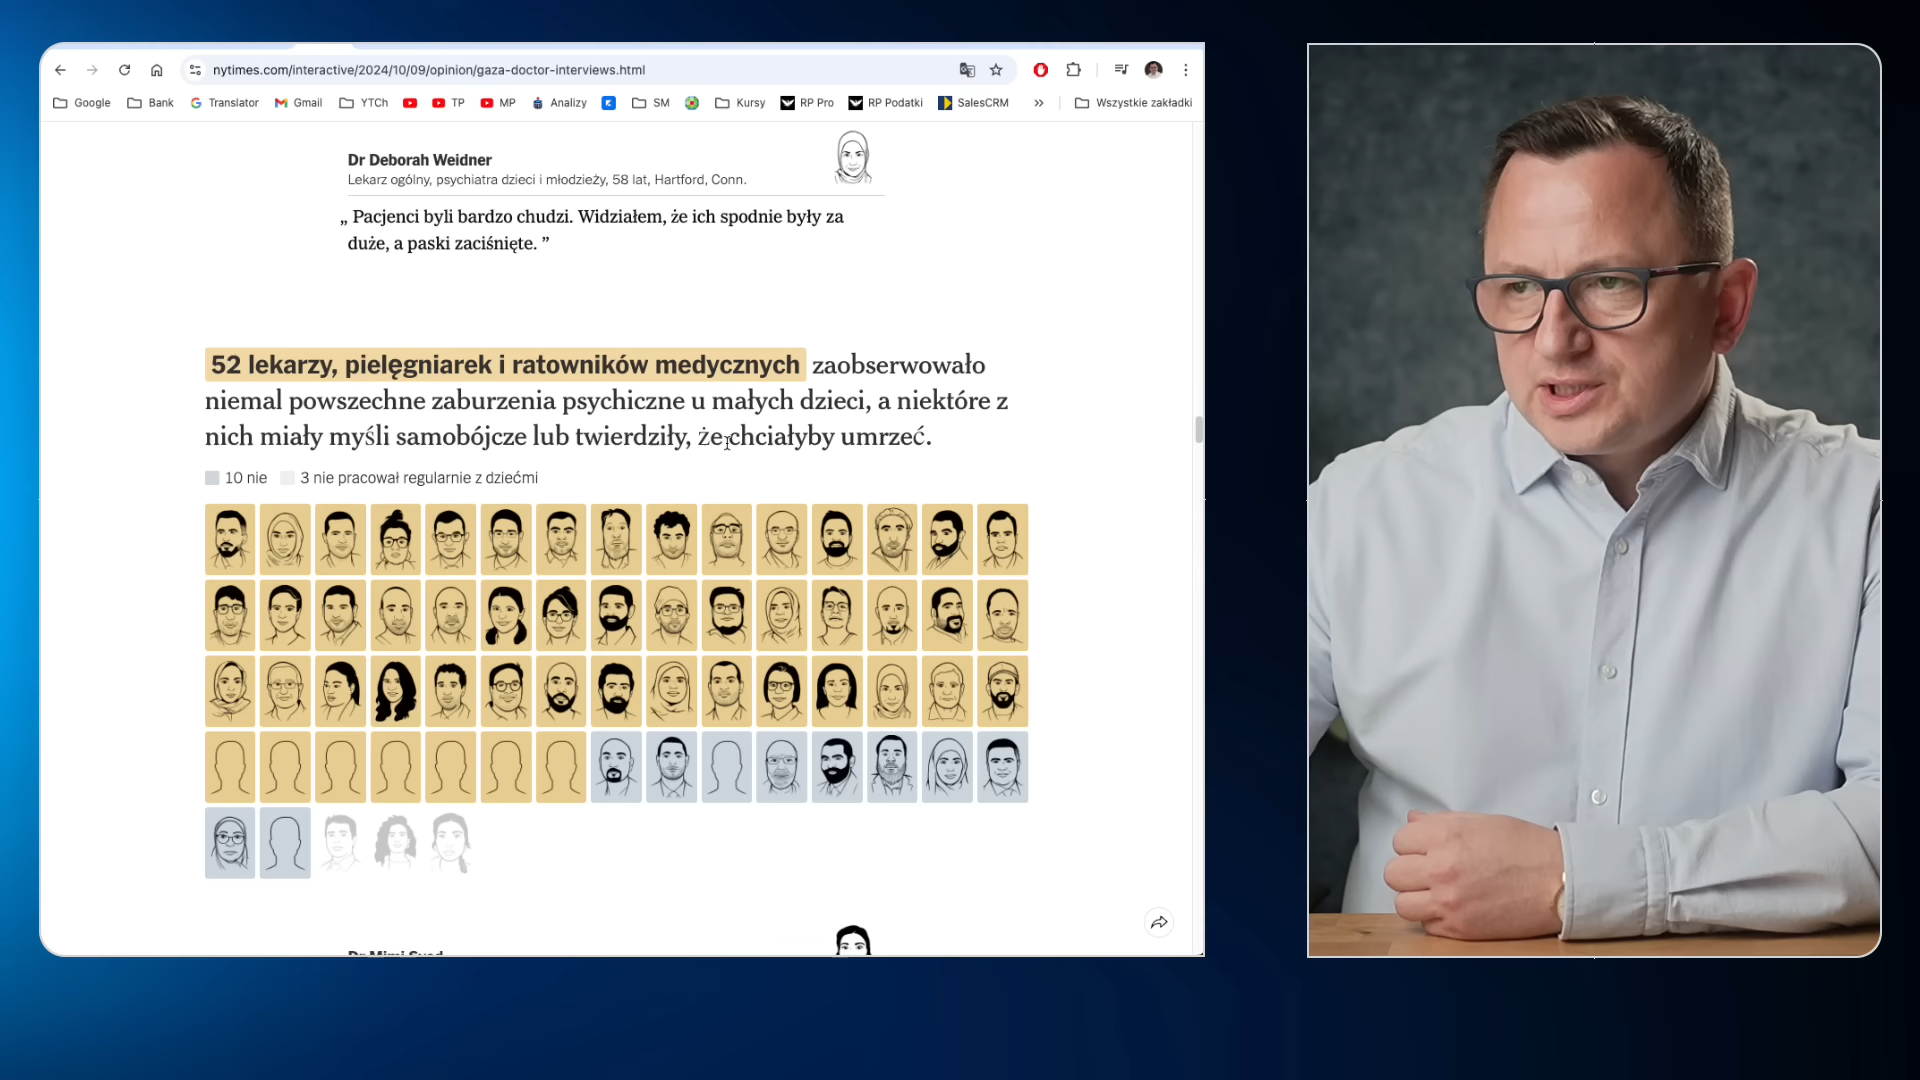 nytimes.com/interactive/2024/10/09/opinion/gaza-doctor-interviews.html
Google Bank Translator Gmail YTCh TP MP Analizy SM Kursy RP Pro RP Podatki SalesCRM » Wszystkie zakładki
Dr Deborah Weidner
Lekarz ogólny, psychiatra dzieci i młodzieży, 58 lat, Hartford, Conn.
„ Pacjenci byli bardzo chudzi. Widziałem, że ich spodnie były za
duże, a paski zaciśnięte. ”
52 lekarzy, pielęgniarek i ratowników medycznych zaobserwowało
niemal powszechne zaburzenia psychiczne u małych dzieci, a niektóre z
nich miały myśli samobójcze lub twierdziły, że chciałyby umrzeć.
10 nie 3 nie pracował regularnie z dziećmi
Dr Mimi Syed